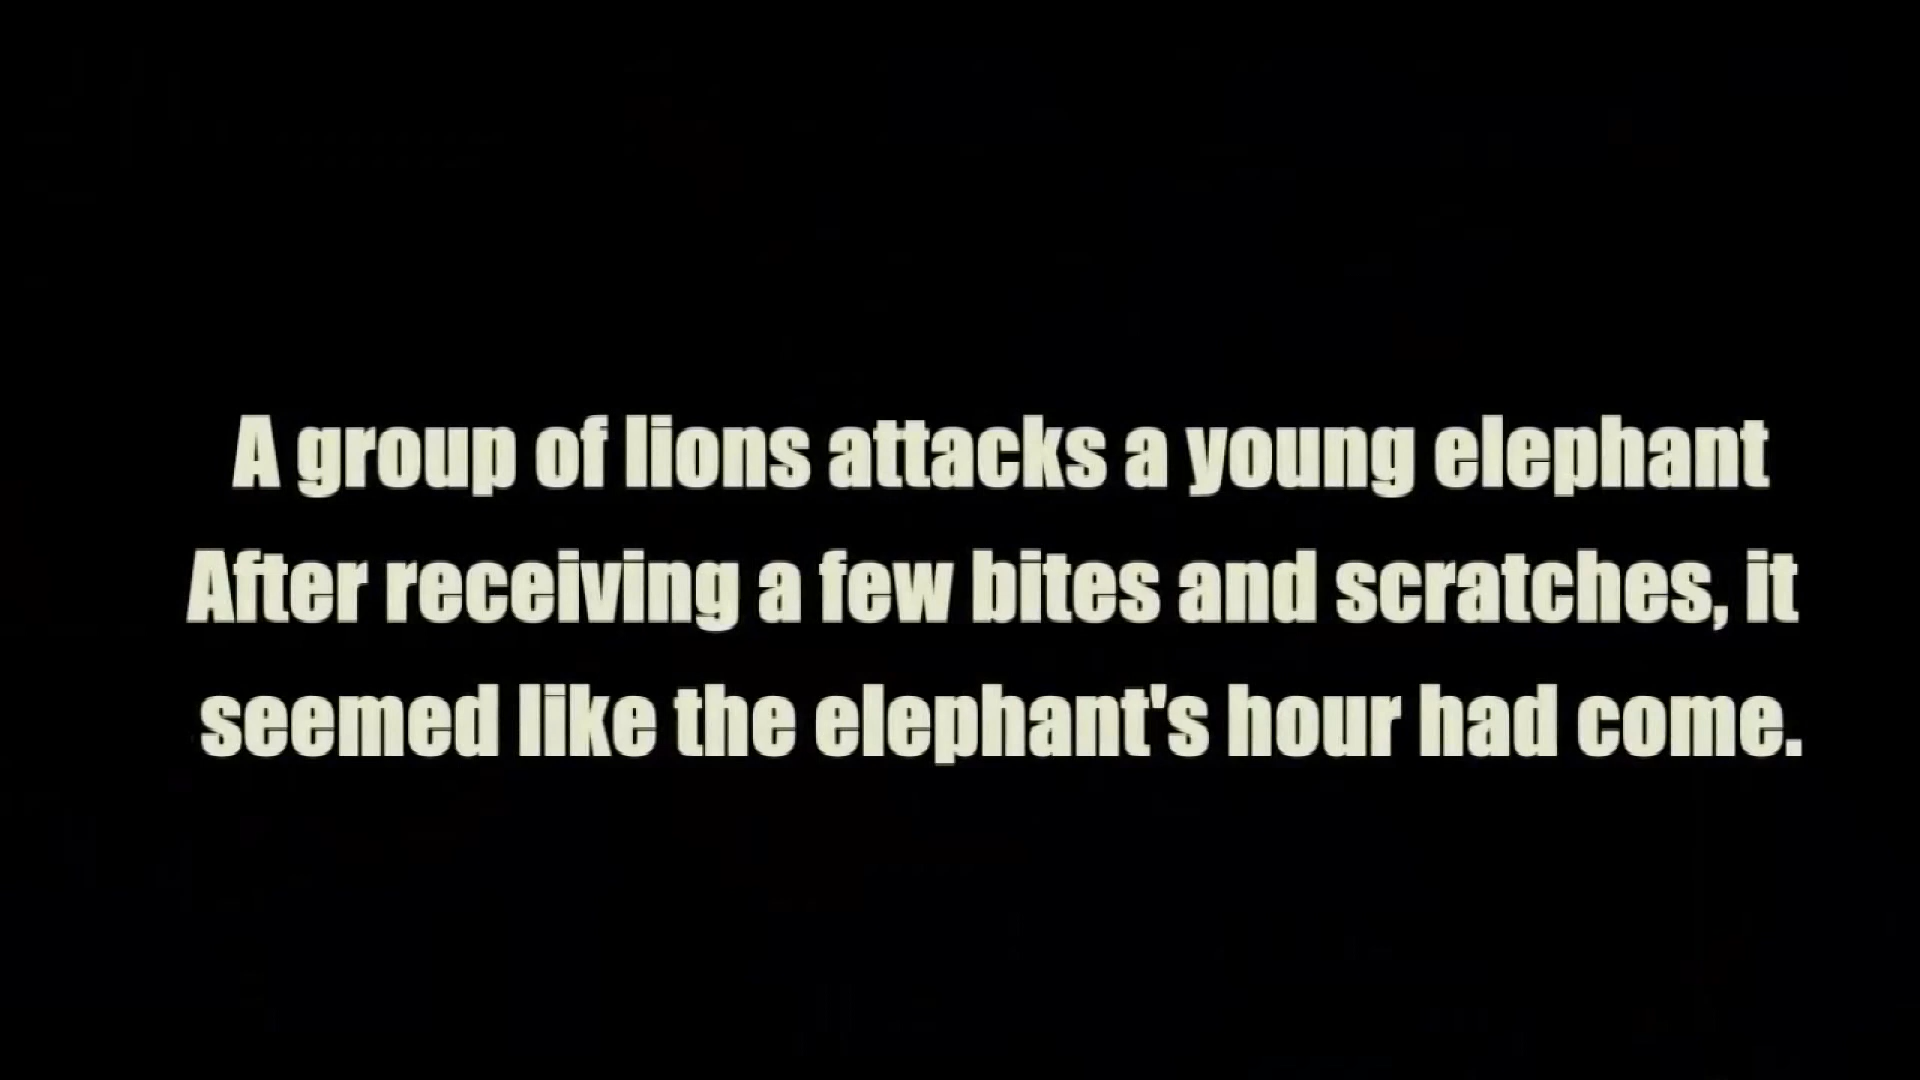 A group of lions attacks a young elephant
After receiving a few bites and scratches, it
seemed like the elephant's hour had come.